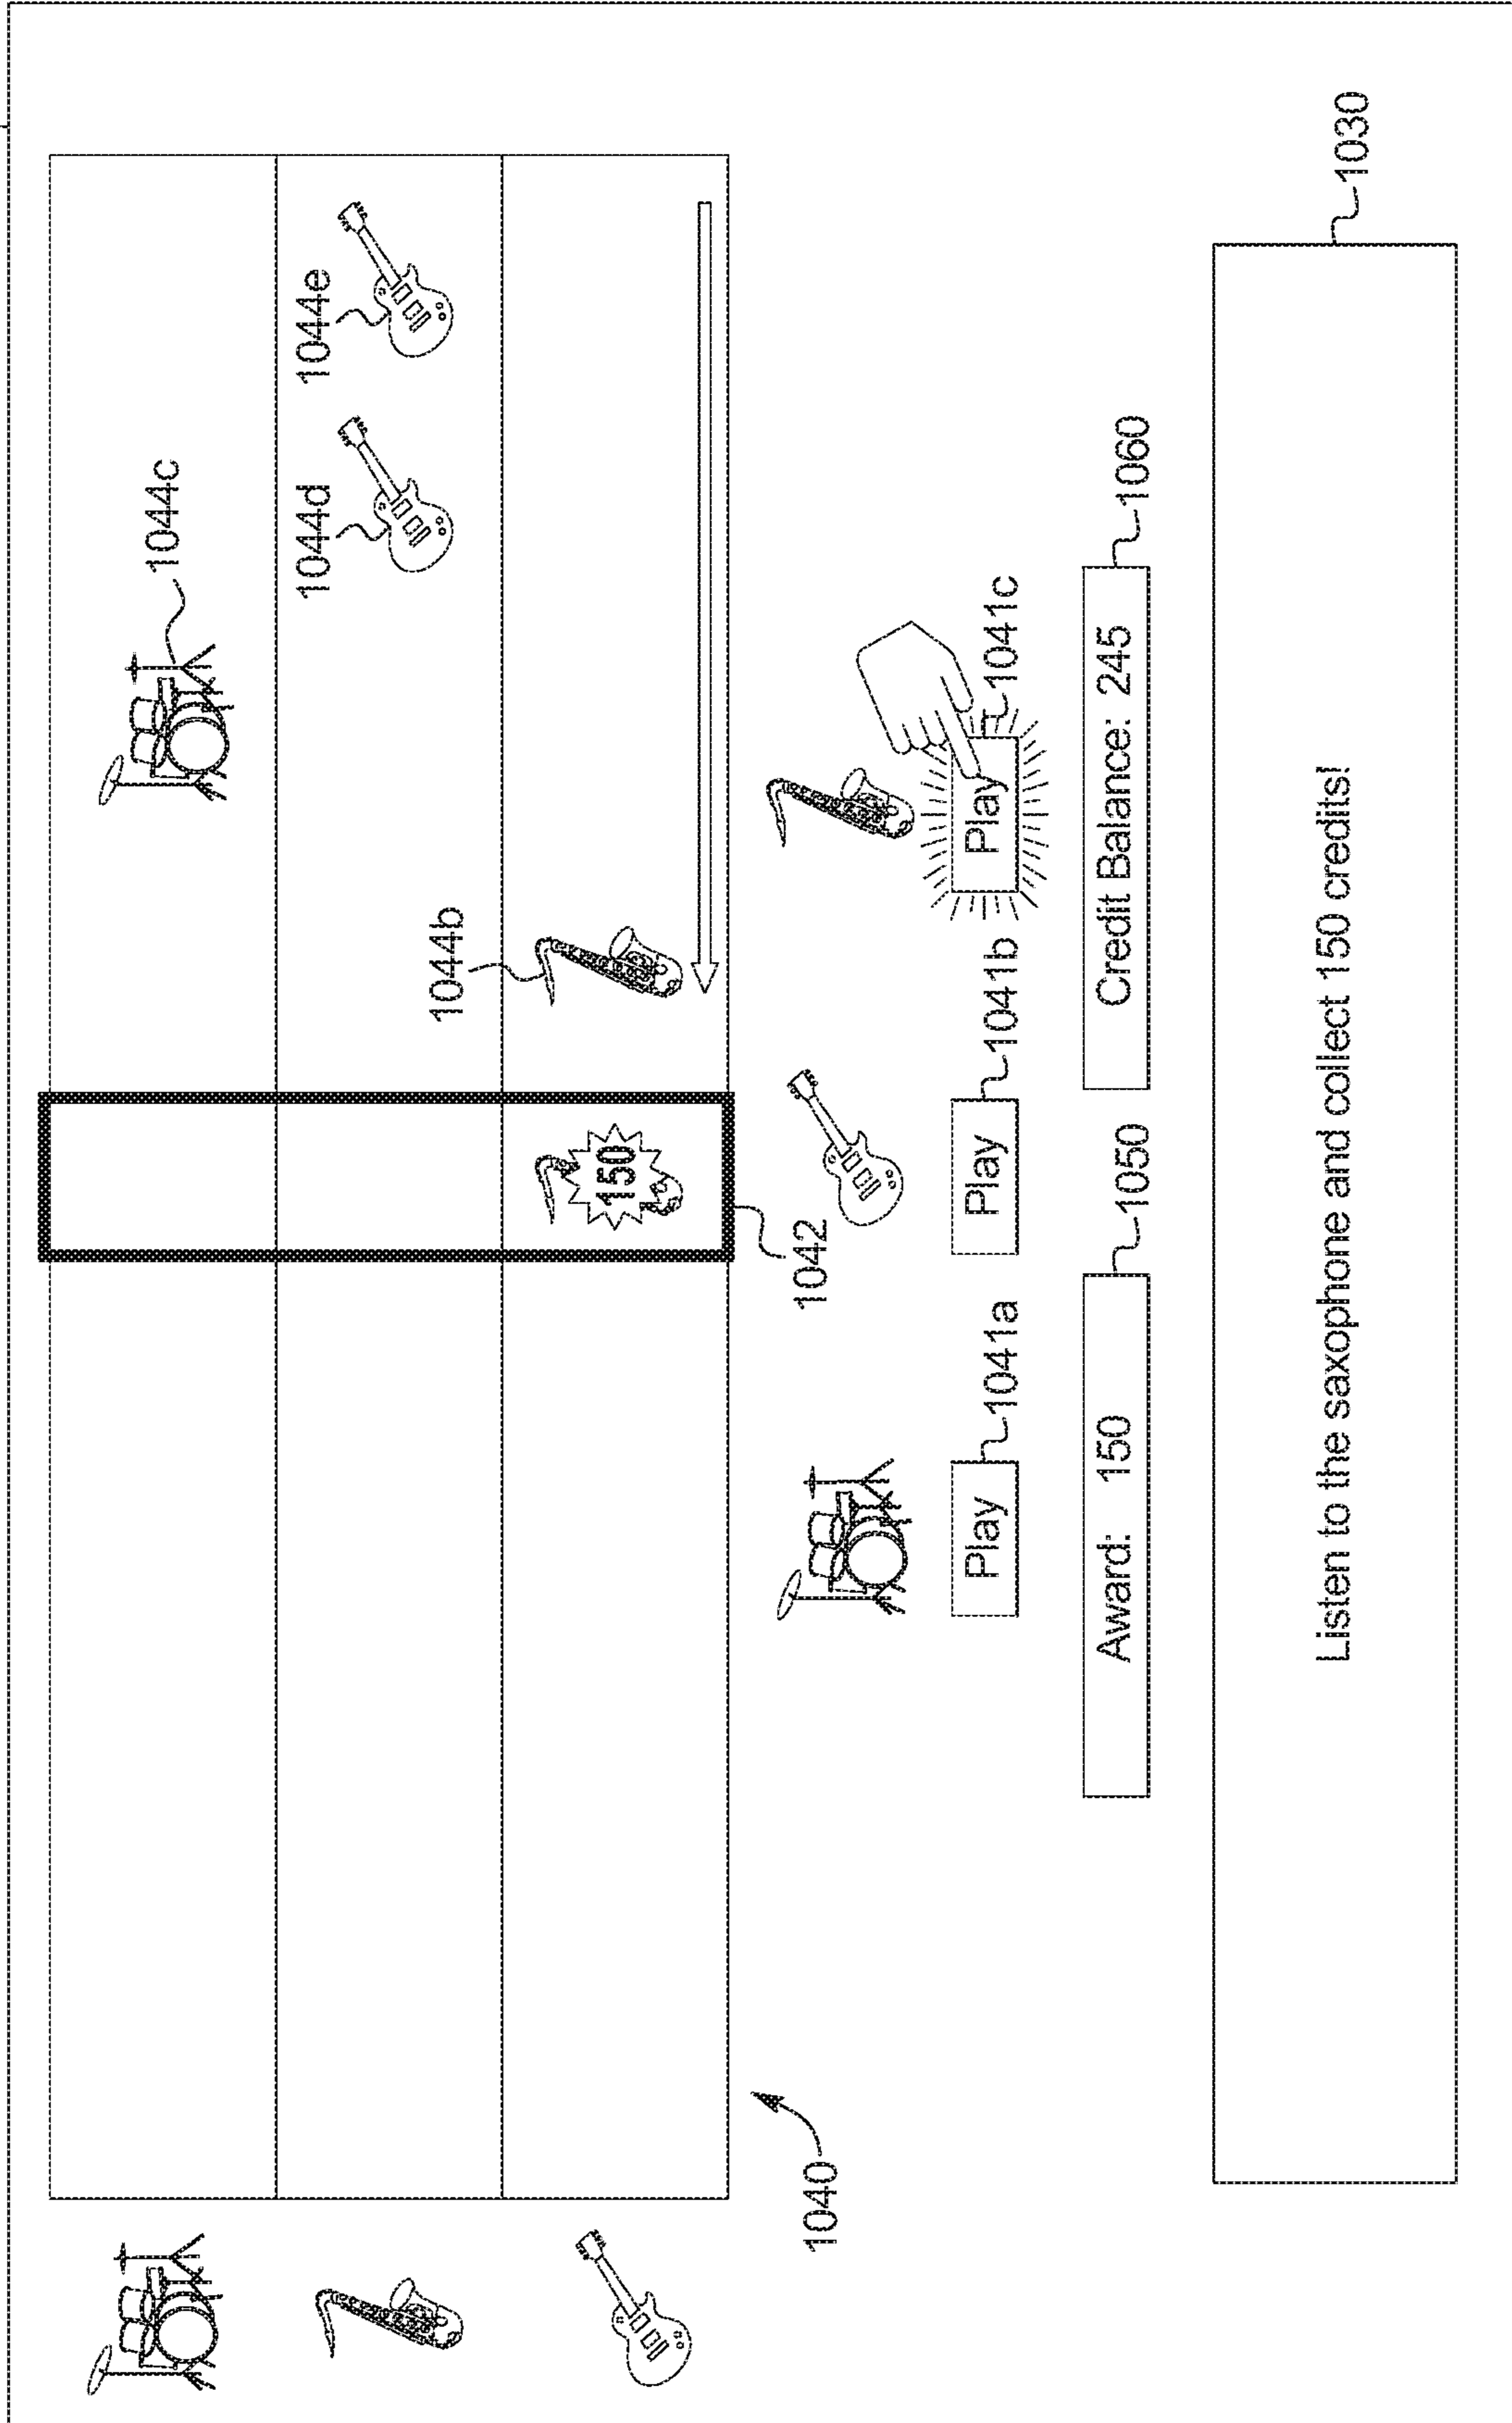 1044c
1044e
1044d
1044b
150
1042
1040
Play
1041a
Play
1041b
Play
1041c
Award: 150
1050
Credit Balance: 245
1060
Listen to the saxophone and collect 150 credits!
1030